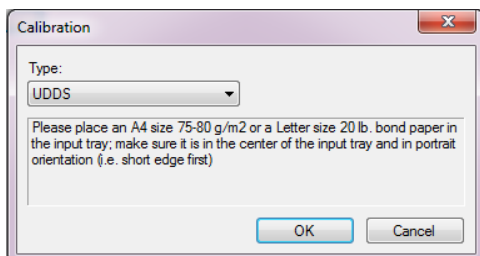 Calibration
Type:
UDDS
Please place an A4 size 75-80 g/m2 or a Letter size 20 lb. bond paper in
the input tray; make sure it is in the center of the input tray and in portrait
orientation (i.e. short edge first)
OK Cancel